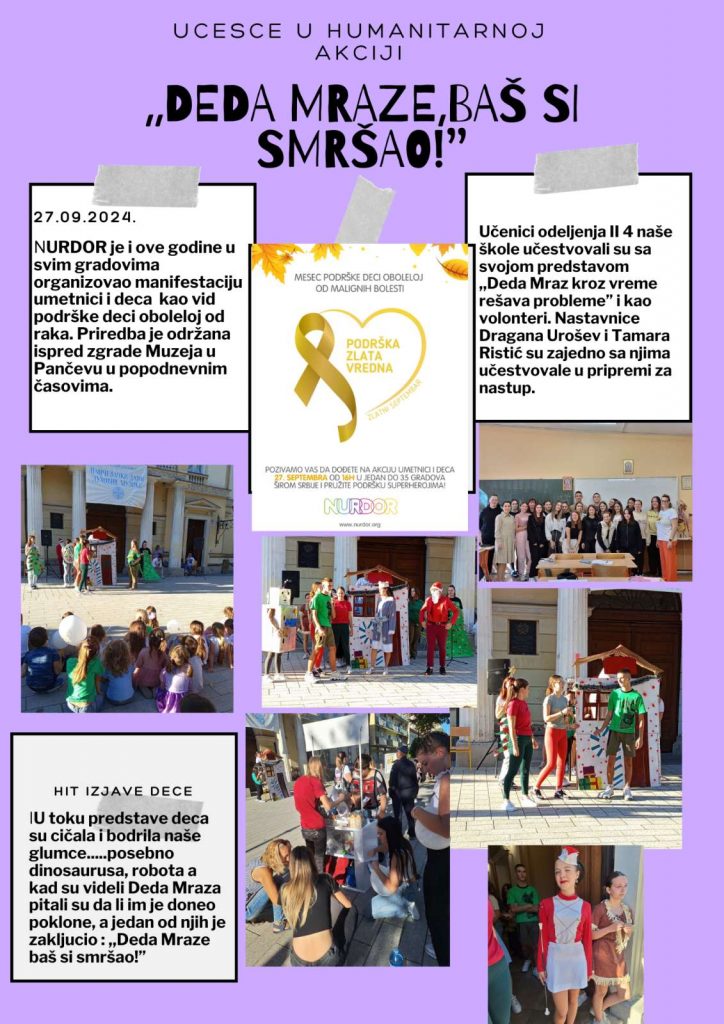 UCESCE U HUMANITARNOJ
AKCIJI
„DEDA MRAZE,BAŠ SI
SMRŠAO!”
27.09.2024.
NURDOR je i ove godine u
svim gradovima
organizovao manifestaciju
umetnici i deca kao vid
podrške deci oboleloj od
raka. Priredba je održana
ispred zgrade Muzeja u
Pančevu u popodnevnim
časovima.
MESEC PODRŠKE DECI OBOLELOJ
OD MALIGNIH BOLESTI
PODRŠKA
ZLATA
VREDNA
ZLATNI SEPTEMBAR
POZIVAMO VAS DA DOĐETE NA AKCIJU UMETNICI I DECA
27. SEPTEMBRA OD 16H U JEDAN DO 35 GRADOVA
ŠIROM SRBIJE I PRUŽITE PODRŠKU SUPERHEROJIMA!
NURDOR
www.nurdor.org
Učenici odeljenja II 4 naše
škole učestvovali su sa
svojom predstavom
,,Deda Mraz kroz vreme
rešava probleme” i kao
volonteri. Nastavnice
Dragana Urošev i Tamara
Ristić su zajedno sa njima
učestvovale u pripremi za
nastup.
HIT IZJAVE DECE
IU toku predstave deca
su cičala i bodrila naše
glumce.....posebno
dinosaurusa, robota a
kad su videli Deda Mraza
pitali su da li im je doneo
poklone, a jedan od njih je
zakljucio : ,,Deda Mraze
baš si smršao!”